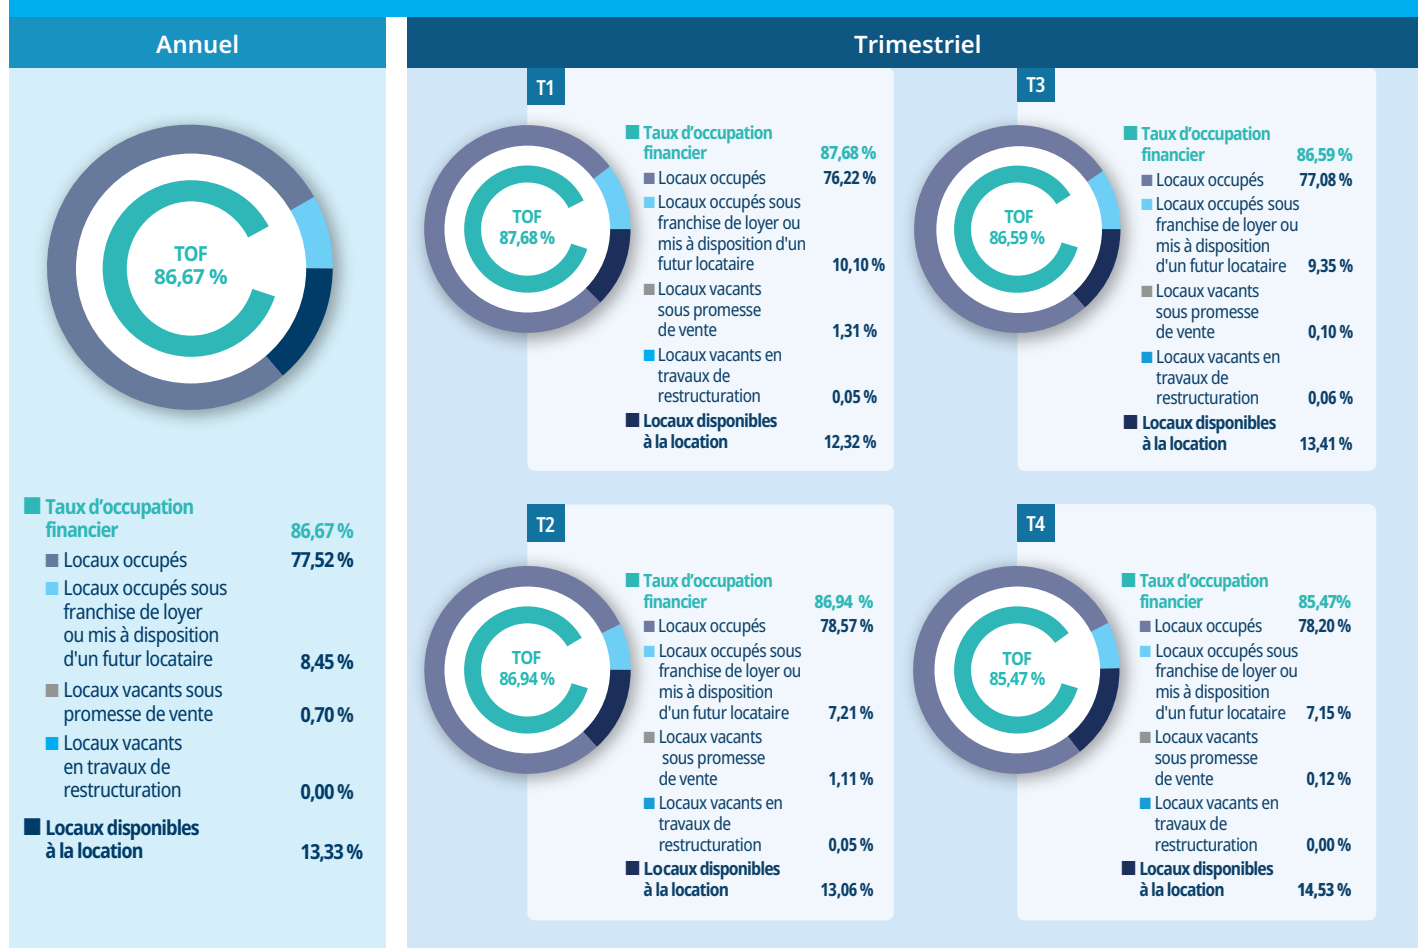 Annuel
TOF
86,67 %
Taux d'occupation
financier 86,67 %
Locaux occupés 77,52 %
Locaux occupés sous
franchise de loyer
ou mis à disposition
d'un futur locataire 8,45 %
Locaux vacants sous
promesse de vente 0,70 %
Locaux vacants
en travaux de
restructuration 0,00 %
Locaux disponibles
à la location 13,33 %
Trimestriel
T1
TOF
87,68 %
Taux d'occupation
financier 87,68 %
Locaux occupés 76,22 %
Locaux occupés sous
franchise de loyer ou
mis à disposition d'un
futur locataire 10,10 %
Locaux vacants
sous promesse
de vente 1,31 %
Locaux vacants en
travaux de
restructuration 0,05 %
Locaux disponibles
à la location 12,32 %
T3
TOF
86,59 %
Taux d'occupation
financier 86,59 %
Locaux occupés 77,08 %
Locaux occupés sous
franchise de loyer ou
mis à disposition
d'un futur locataire 9,35 %
Locaux vacants
sous promesse
de vente 0,10 %
Locaux vacants en
travaux de
restructuration 0,06 %
Locaux disponibles
à la location 13,41 %
T2
TOF
86,94 %
Taux d'occupation
financier 86,94 %
Locaux occupés 78,57 %
Locaux occupés sous
franchise de loyer ou
mis à disposition
d'un futur locataire 7,21 %
Locaux vacants
sous promesse
de vente 1,11 %
Locaux vacants en
travaux de
restructuration 0,05 %
Locaux disponibles
à la location 13,06 %
T4
TOF
85,47 %
Taux d'occupation
financier 85,47%
Locaux occupés 78,20 %
Locaux occupés sous
franchise de loyer ou
mis à disposition
d'un futur locataire 7,15 %
Locaux vacants
sous promesse
de vente 0,12 %
Locaux vacants en
travaux de
restructuration 0,00 %
Locaux disponibles
à la location 14,53 %